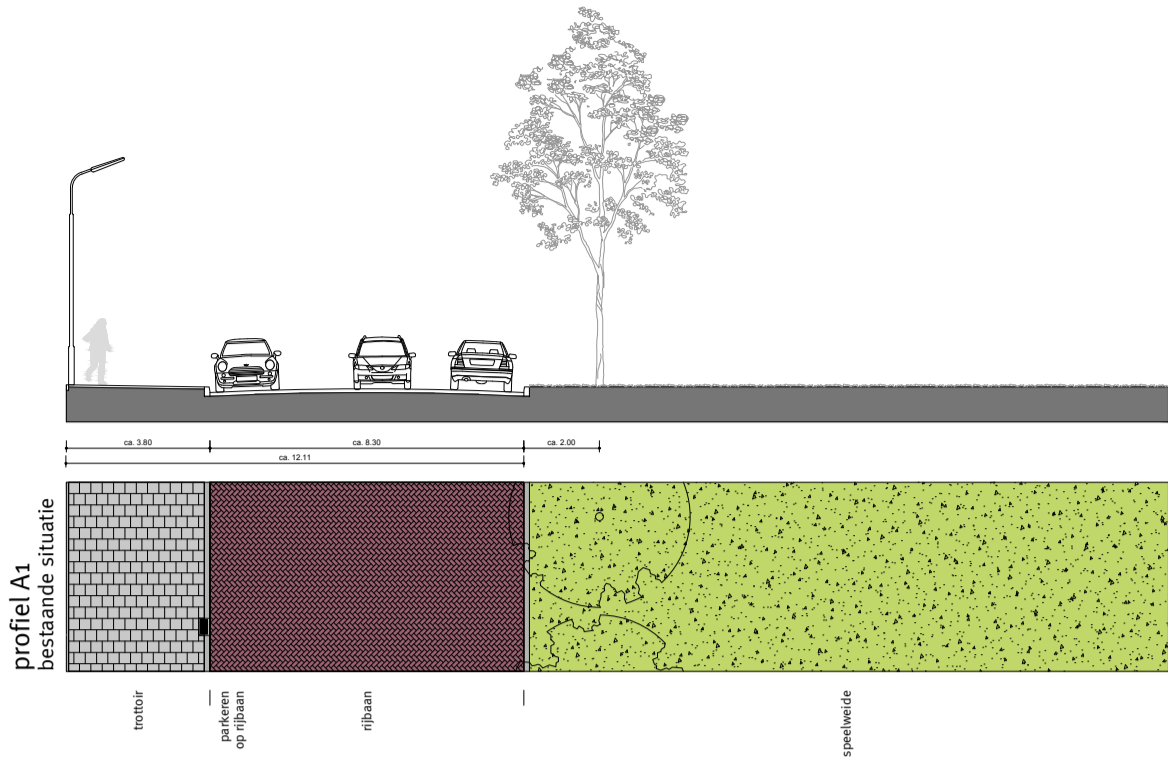 ca. 3.80
ca. 8.30
ca. 2.00
ca. 12.11
profiel A1
bestaande situatie
trottoir
parkeren
op rijbaan
rijbaan
speelweide